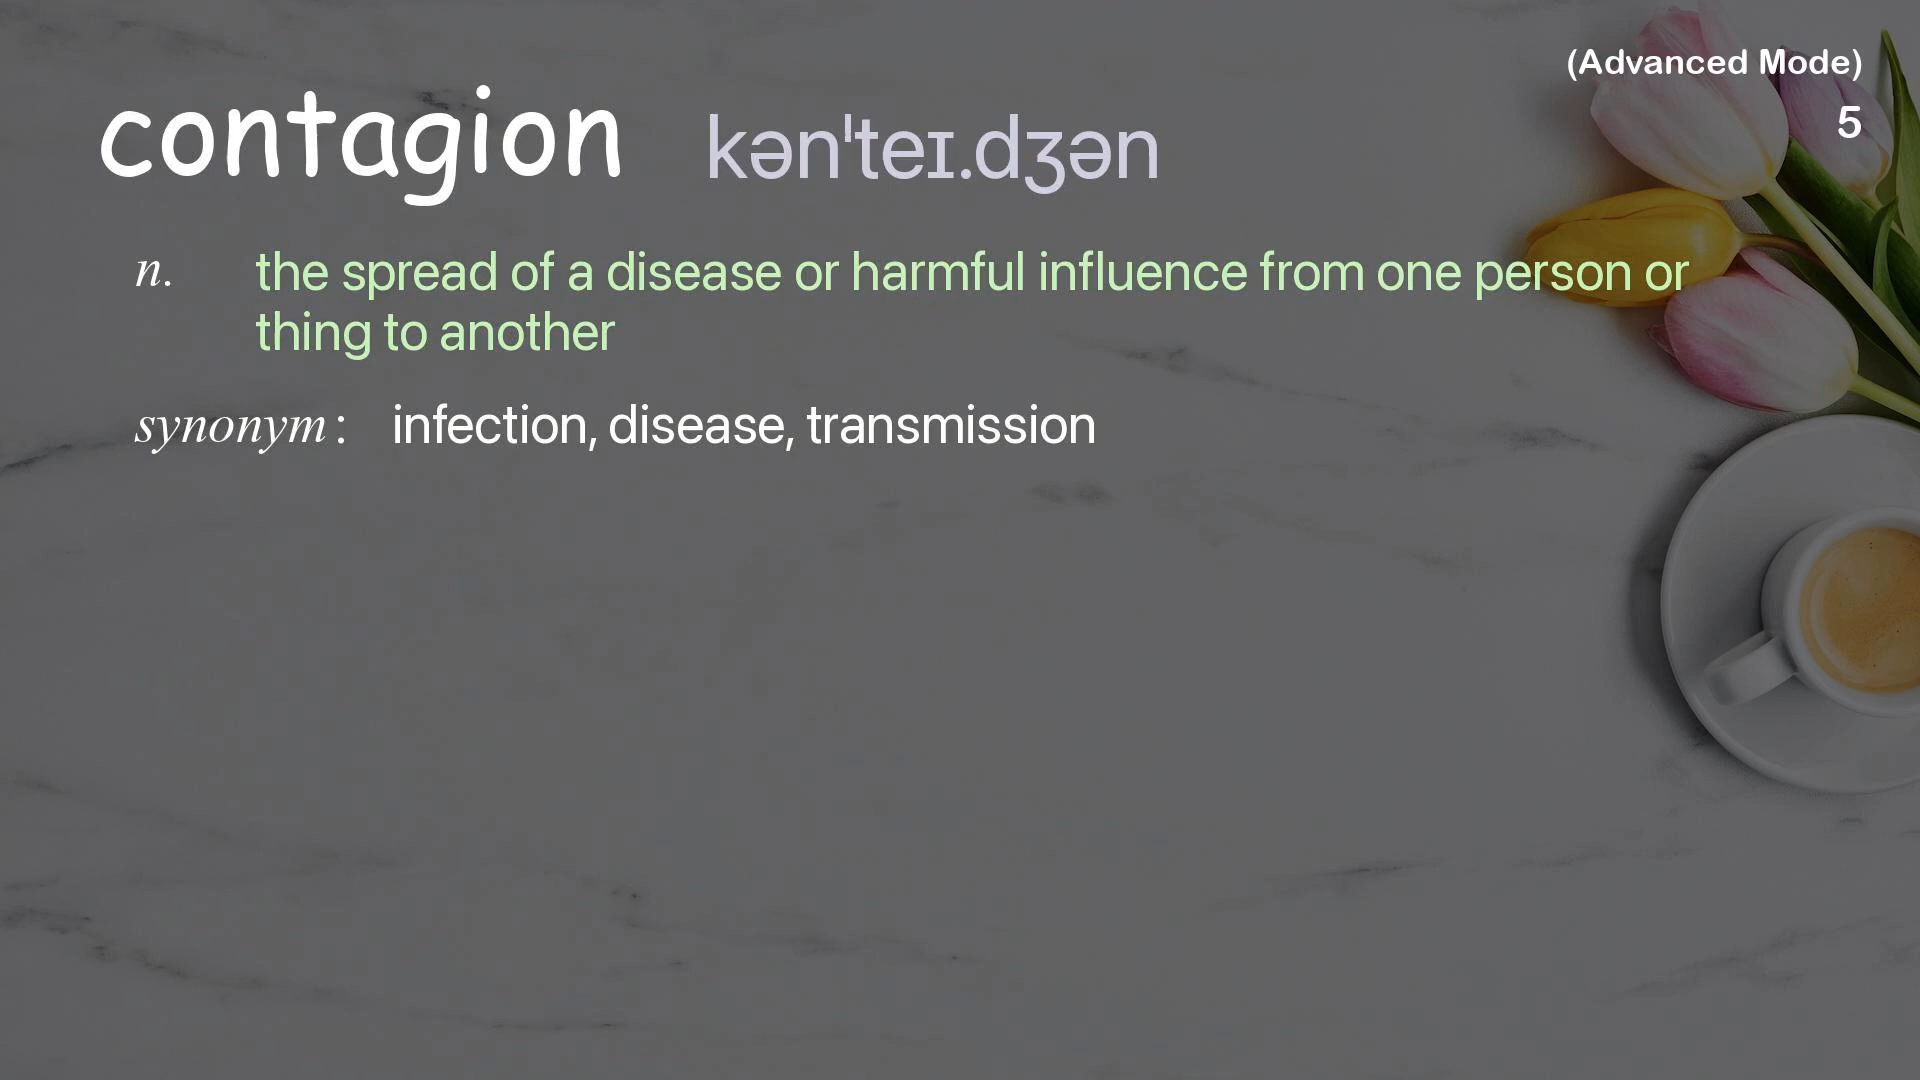 (Advanced Mode)
5
contagion kənˈteɪ.dʒən
n. the spread of a disease or harmful influence from one person or
thing to another
synonym: infection, disease, transmission